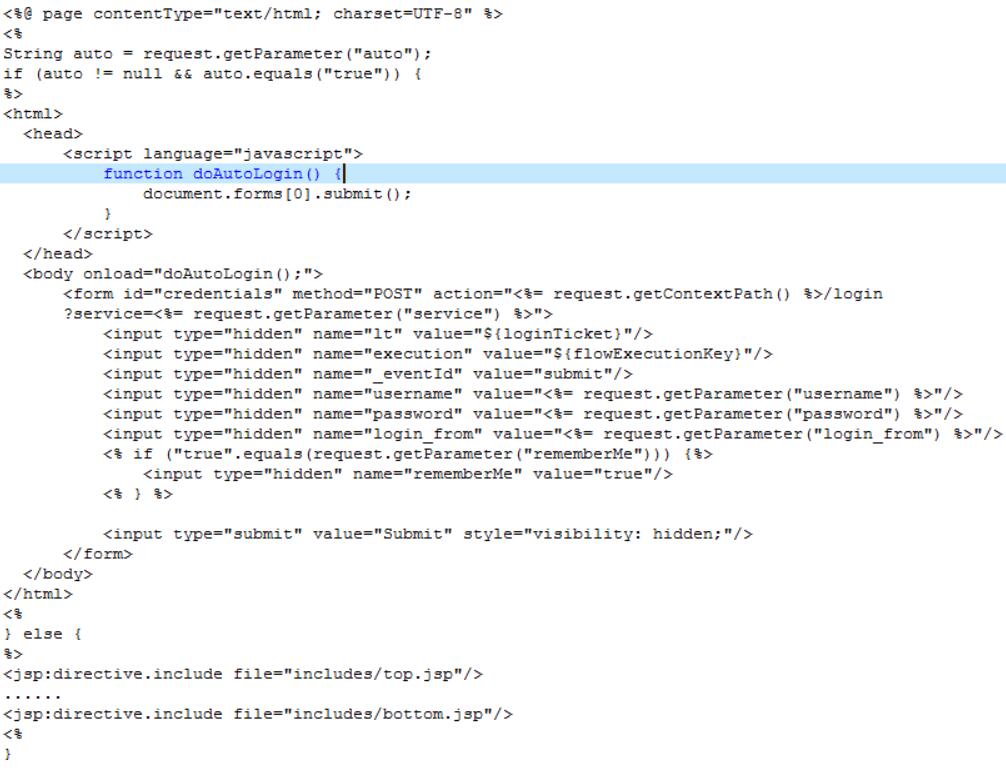 <%@ page contentType="text/html; charset=UTF-8" %>
<%
String auto = request.getParameter("auto");
if (auto != null && auto.equals("true")) {
%>
<html>
  <head>
      <script language="javascript">
          function doAutoLogin() {
              document.forms[0].submit();
          }
      </script>
  </head>
  <body onload="doAutoLogin();">
      <form id="credentials" method="POST" action="<%= request.getContextPath() %>/login
      ?service=<%= request.getParameter("service") %>">
          <input type="hidden" name="lt" value="${loginTicket}"/>
          <input type="hidden" name="execution" value="${flowExecutionKey}"/>
          <input type="hidden" name="_eventId" value="submit"/>
          <input type="hidden" name="username" value="<%= request.getParameter("username") %>"/>
          <input type="hidden" name="password" value="<%= request.getParameter("password") %>"/>
          <input type="hidden" name="login_from" value="<%= request.getParameter("login_from") %>"/>
          <% if ("true".equals(request.getParameter("rememberMe"))) {%>
              <input type="hidden" name="rememberMe" value="true"/>
          <% } %>
          <input type="submit" value="Submit" style="visibility: hidden;"/>
      </form>
  </body>
</html>
<%
} else {
%>
<jsp:directive.include file="includes/top.jsp"/>
......
<jsp:directive.include file="includes/bottom.jsp"/>
<%
}